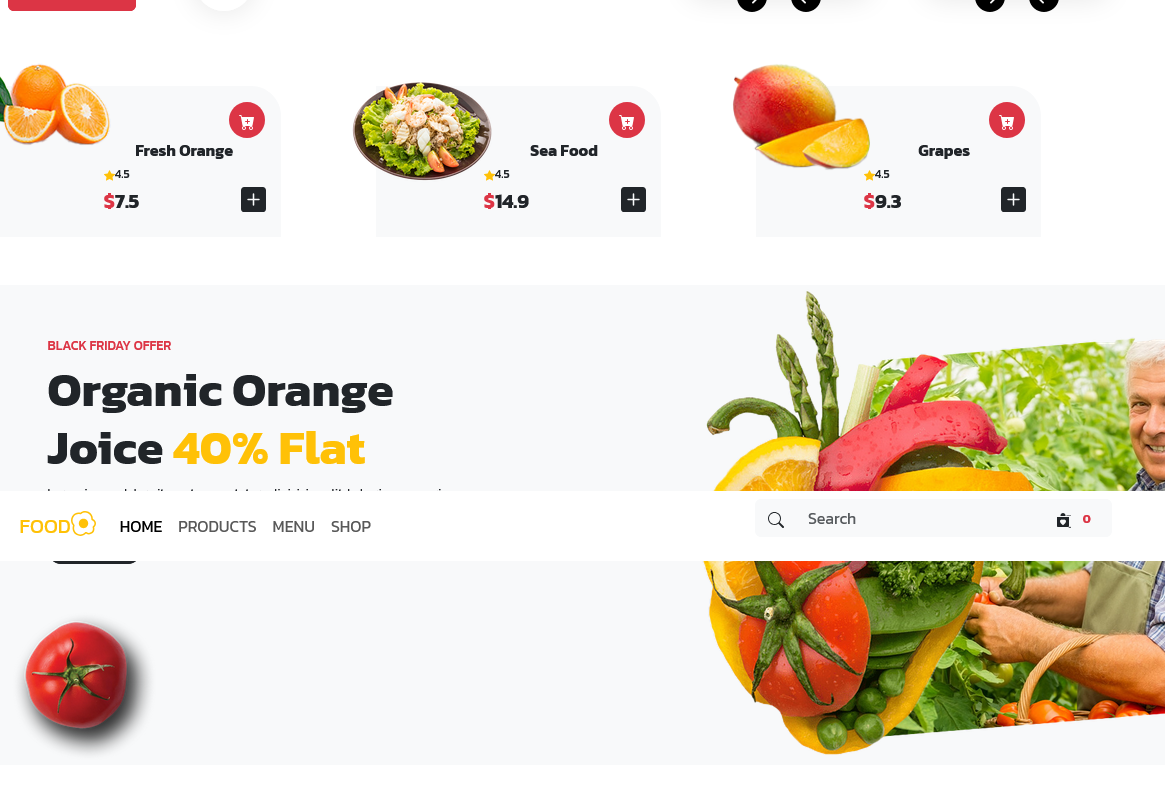 Fresh Orange
4.5
$7.5
Sea Food
4.5
$14.9
Grapes
4.5
$9.3
BLACK FRIDAY OFFER
Organic Orange
Joice 40% Flat
FOOD
HOME
PRODUCTS
MENU
SHOP
Search
0